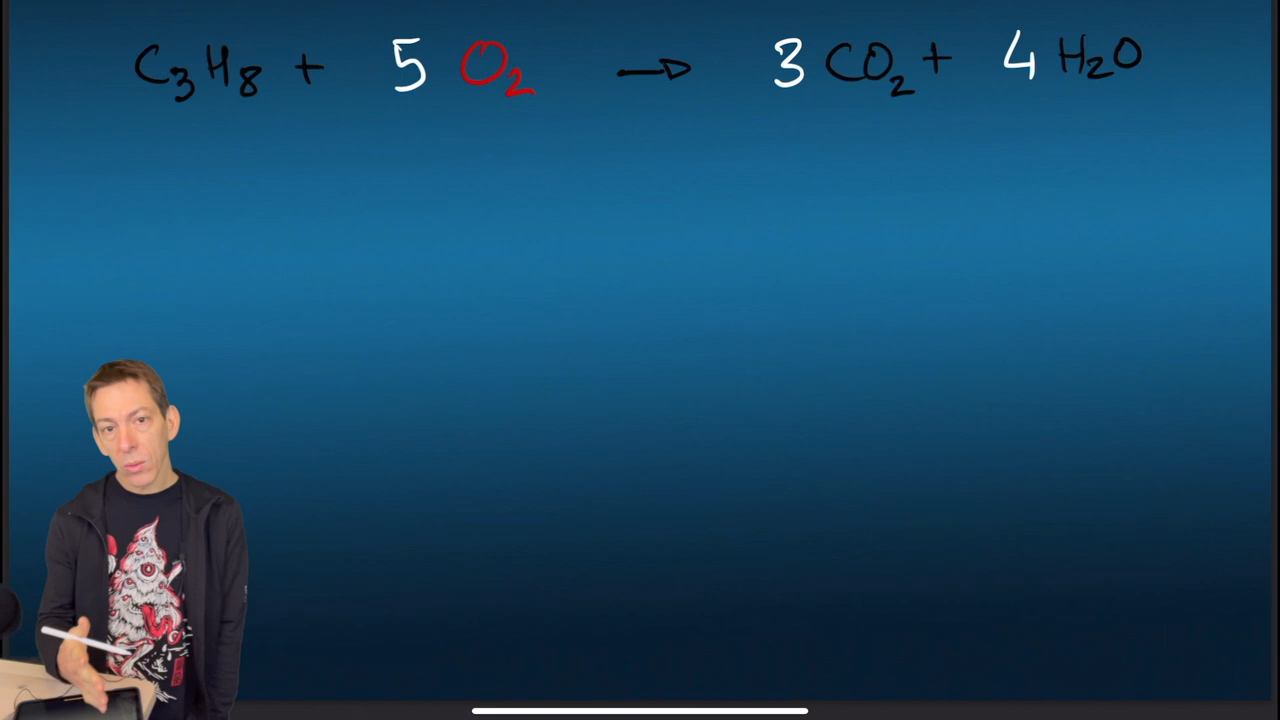 C₃H₈ + 5 O₂ → 3 CO₂ + 4 H₂O